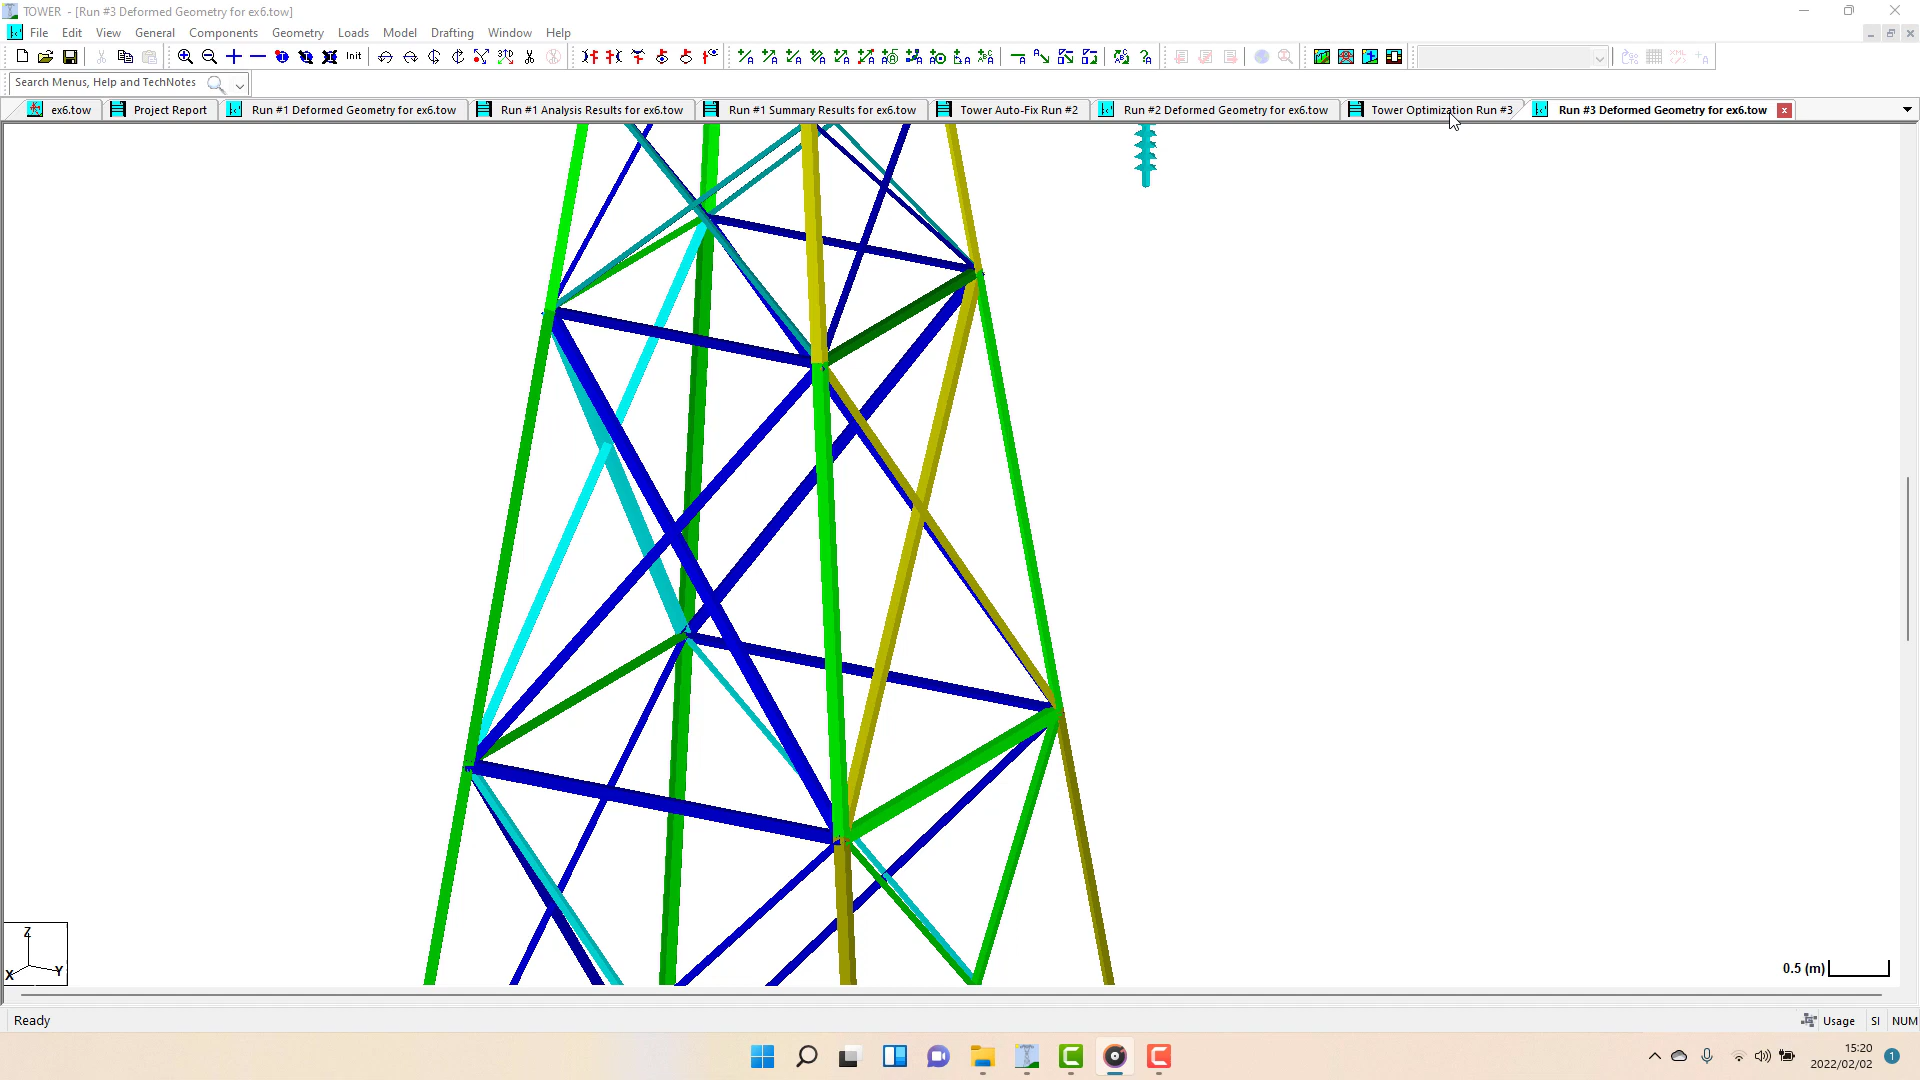 TOWER - [Run #3 Deformed Geometry for ex6.tow]
File Edit View General Components Geometry Loads Model Drafting Window Help
Init
Search Menus, Help and TechNotes
ex6.tow Project Report Run #1 Deformed Geometry for ex6.tow Run #1 Analysis Results for ex6.tow Run #1 Summary Results for ex6.tow Tower Auto-Fix Run #2 Run #2 Deformed Geometry for ex6.tow Tower Optimization Run #3 Run #3 Deformed Geometry for ex6.tow
Z
X
Y
0.5 (m)
Ready
Usage SI NUM
15:20
2022/02/02
1